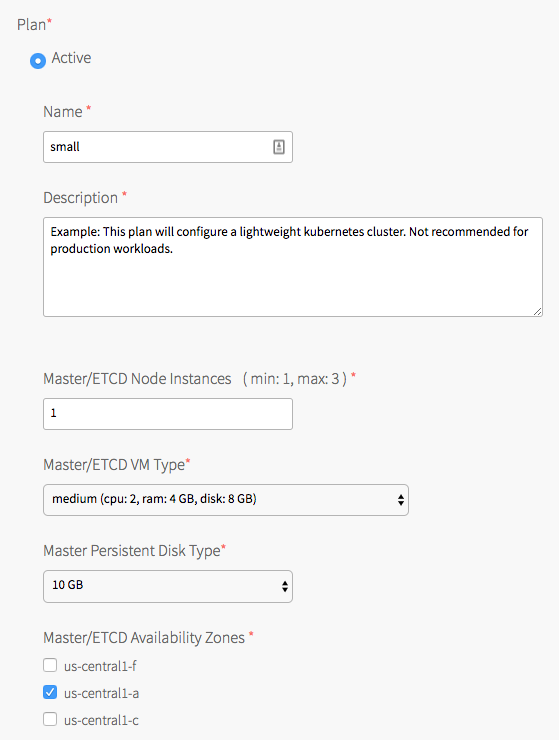 Plan*
Active
Name *
small
Description *
Example: This plan will configure a lightweight kubernetes cluster. Not recommended for
production workloads.
Master/ETCD Node Instances ( min: 1, max: 3 ) *
1
Master/ETCD VM Type*
medium (cpu: 2, ram: 4 GB, disk: 8 GB)
Master Persistent Disk Type*
10 GB
Master/ETCD Availability Zones *
us-central1-f
us-central1-a
us-central1-c